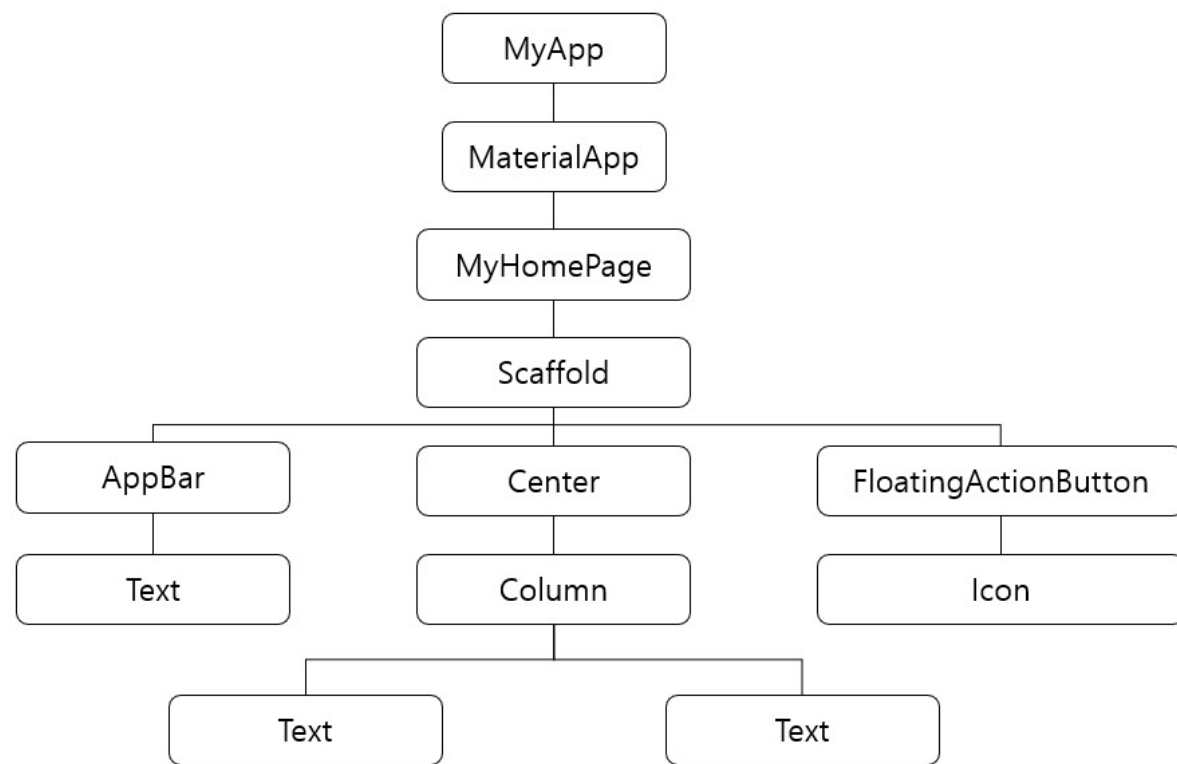 MyApp
MaterialApp
MyHomePage
Scaffold
AppBar
Center
FloatingActionButton
Text
Column
Icon
Text
Text